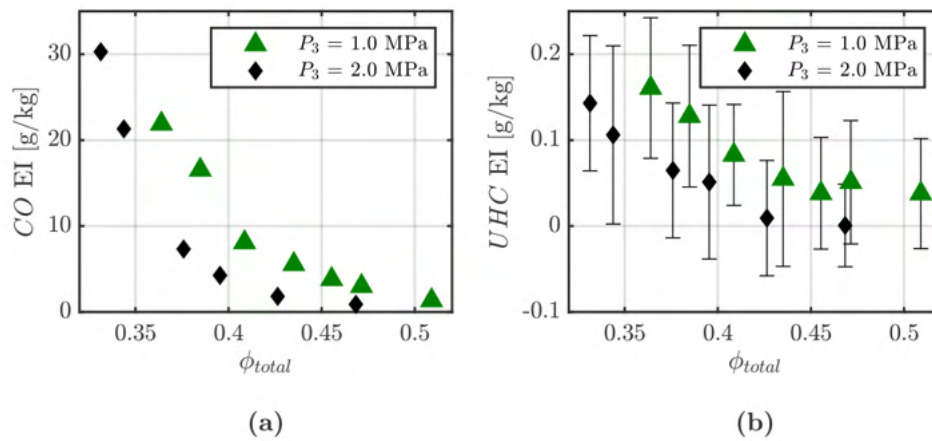 30
20
10
0
CO EI [g/kg]
P₃ = 1.0 MPa
P₃ = 2.0 MPa
0.35
0.4
0.45
0.5
ϕtotal
(a)
0.2
0.1
0
-0.1
UHC EI [g/kg]
P₃ = 1.0 MPa
P₃ = 2.0 MPa
0.35
0.4
0.45
0.5
ϕtotal
(b)